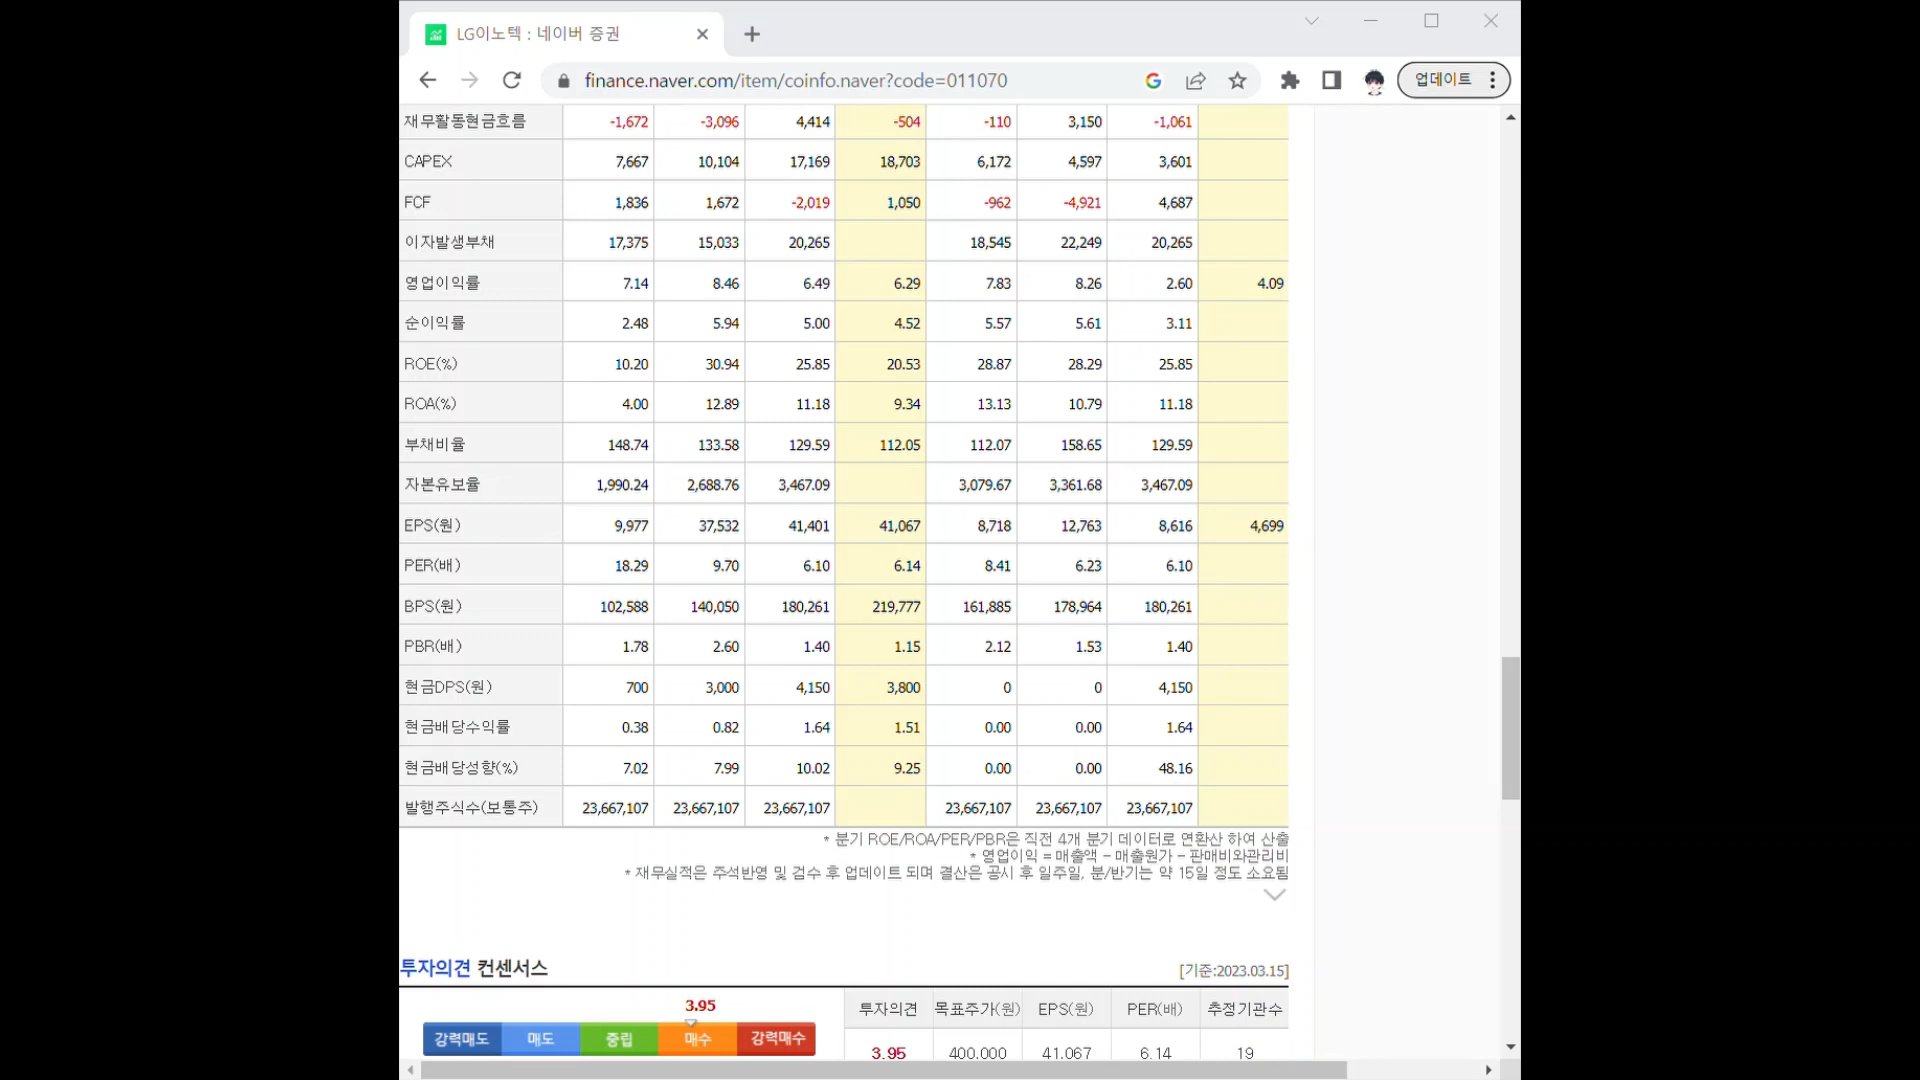 LG이노텍 : 네이버 증권
finance.naver.com/item/coinfo.naver?code=011070
업데이트
재무활동현금흐름 -1,672 -3,096 4,414 -504 -110 3,150 -1,061
CAPEX 7,667 10,104 17,169 18,703 6,172 4,597 3,601
FCF 1,836 1,672 -2,019 1,050 -962 -4,921 4,687
이자발생부채 17,375 15,033 20,265 18,545 22,249 20,265
영업이익률 7.14 8.46 6.49 6.29 7.83 8.26 2.60 4.09
순이익률 2.48 5.94 5.00 4.52 5.57 5.61 3.11
ROE(%) 10.20 30.94 25.85 20.53 28.87 28.29 25.85
ROA(%) 4.00 12.89 11.18 9.34 13.13 10.79 11.18
부채비율 148.74 133.58 129.59 112.05 112.07 158.65 129.59
자본유보율 1,990.24 2,688.76 3,467.09 3,079.67 3,361.68 3,467.09
EPS(원) 9,977 37,532 41,401 41,067 8,718 12,763 8,616 4,699
PER(배) 18.29 9.70 6.10 6.14 8.41 6.23 6.10
BPS(원) 102,588 140,050 180,261 219,777 161,885 178,964 180,261
PBR(배) 1.78 2.60 1.40 1.15 2.12 1.53 1.40
현금DPS(원) 700 3,000 4,150 3,800 0 0 4,150
현금배당수익률 0.38 0.82 1.64 1.51 0.00 0.00 1.64
현금배당성향(%) 7.02 7.99 10.02 9.25 0.00 0.00 48.16
발행주식수(보통주) 23,667,107 23,667,107 23,667,107 23,667,107 23,667,107 23,667,107
* 분기 ROE/ROA/PER/PBR은 직전 4개 분기 데이터로 연환산 하여 산출
* 영업이익 = 매출액 - 매출원가 - 판매비와관리비
* 재무실적은 주석반영 및 검수 후 업데이트 되며 결산은 공시 후 일주일, 분/반기는 약 15일 정도 소요됨
투자의견 컨센서스 [기준:2023.03.15]
3.95
강력매도 매도 중립 매수 강력매수
투자의견 목표주가(원) EPS(원) PER(배) 추정기관수
3.95 400,000 41,067 6.14 19